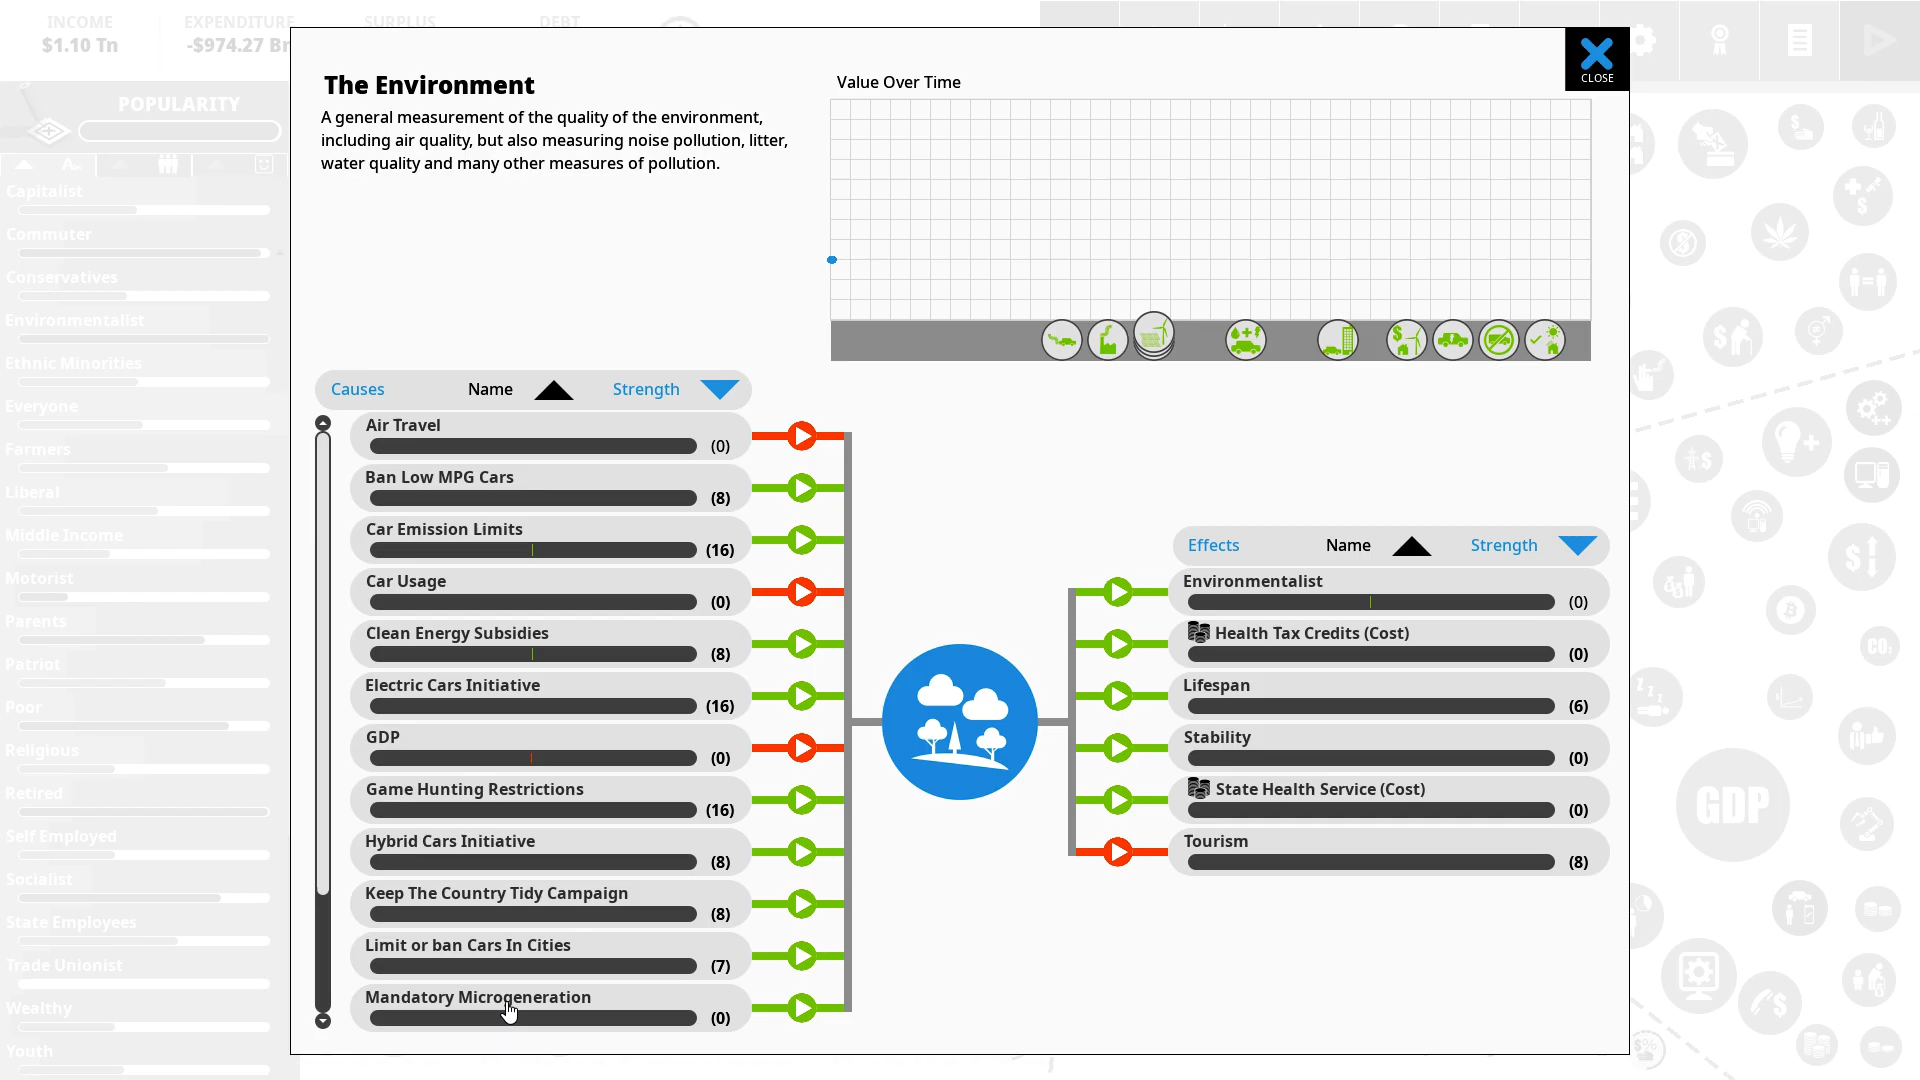 INCOME
$1.10 Tn
EXPENDITURE
-$974.27 Bn
SURPLUS
DEBT
CLOSE
The Environment
A general measurement of the quality of the environment,
including air quality, but also measuring noise pollution, litter,
water quality and many other measures of pollution.
Value Over Time
POPULARITY
Capitalist
Commuter
Conservatives
Environmentalist
Ethnic Minorities
Everyone
Farmers
Liberal
Middle Income
Motorist
Parents
Patriot
Poor
Religious
Retired
Self Employed
Socialist
State Employees
Trade Unionist
Wealthy
Youth
Causes Name Strength
Air Travel
(0)
Ban Low MPG Cars
(8)
Car Emission Limits
(16)
Car Usage
(0)
Clean Energy Subsidies
(8)
Electric Cars Initiative
(16)
GDP
(0)
Game Hunting Restrictions
(16)
Hybrid Cars Initiative
(8)
Keep The Country Tidy Campaign
(8)
Limit or ban Cars In Cities
(7)
Mandatory Microgeneration
(0)
Effects Name Strength
Environmentalist
(0)
Health Tax Credits (Cost)
(0)
Lifespan
(6)
Stability
(0)
State Health Service (Cost)
(0)
Tourism
(8)
CO₂
GDP